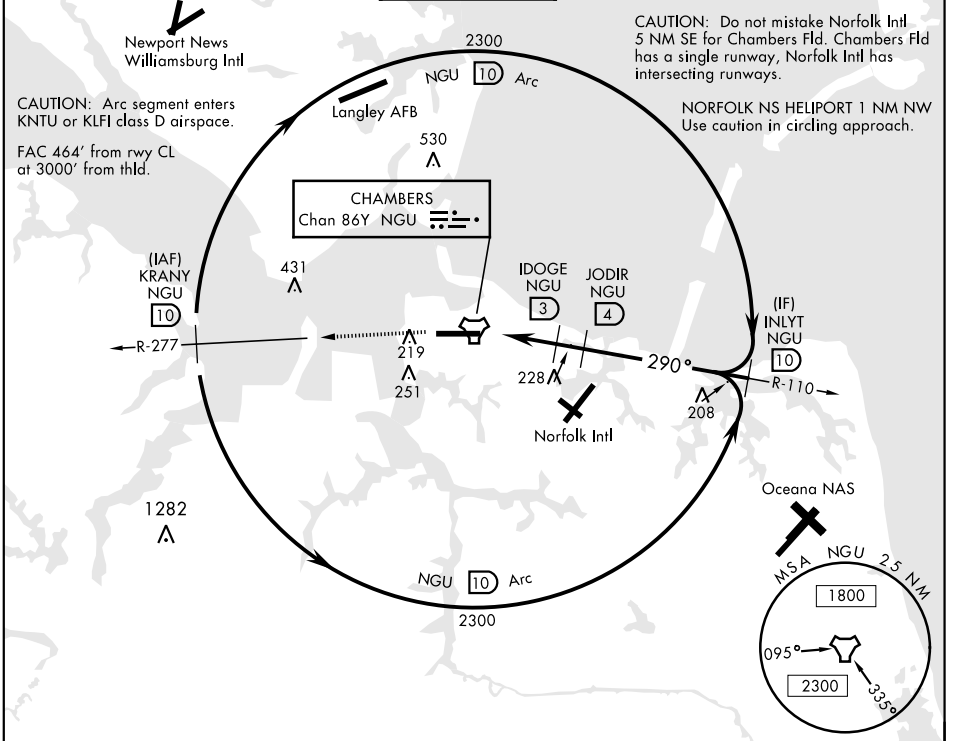 Newport News
Williamsburg Intl
CAUTION: Arc segment enters
KNTU or KLFI class D airspace.
FAC 464' from rwy CL
at 3000' from thld.
2300
NGU 10 Arc
Langley AFB
530
CAUTION: Do not mistake Norfolk Intl
5 NM SE for Chambers Fld. Chambers Fld
has a single runway, Norfolk Intl has
intersecting runways.
NORFOLK NS HELIPORT 1 NM NW
Use caution in circling approach.
CHAMBERS
Chan 86Y NGU
(IAF)
KRANY
NGU
10
R-277
431
219
251
IDOGE
NGU
3
JODIR
NGU
4
(IF)
INLYT
NGU
10
290°
R-110
228
208
Norfolk Intl
1282
Oceana NAS
NGU 10 Arc
2300
MSA NGU 25 NM
1800
095°
2300
335°